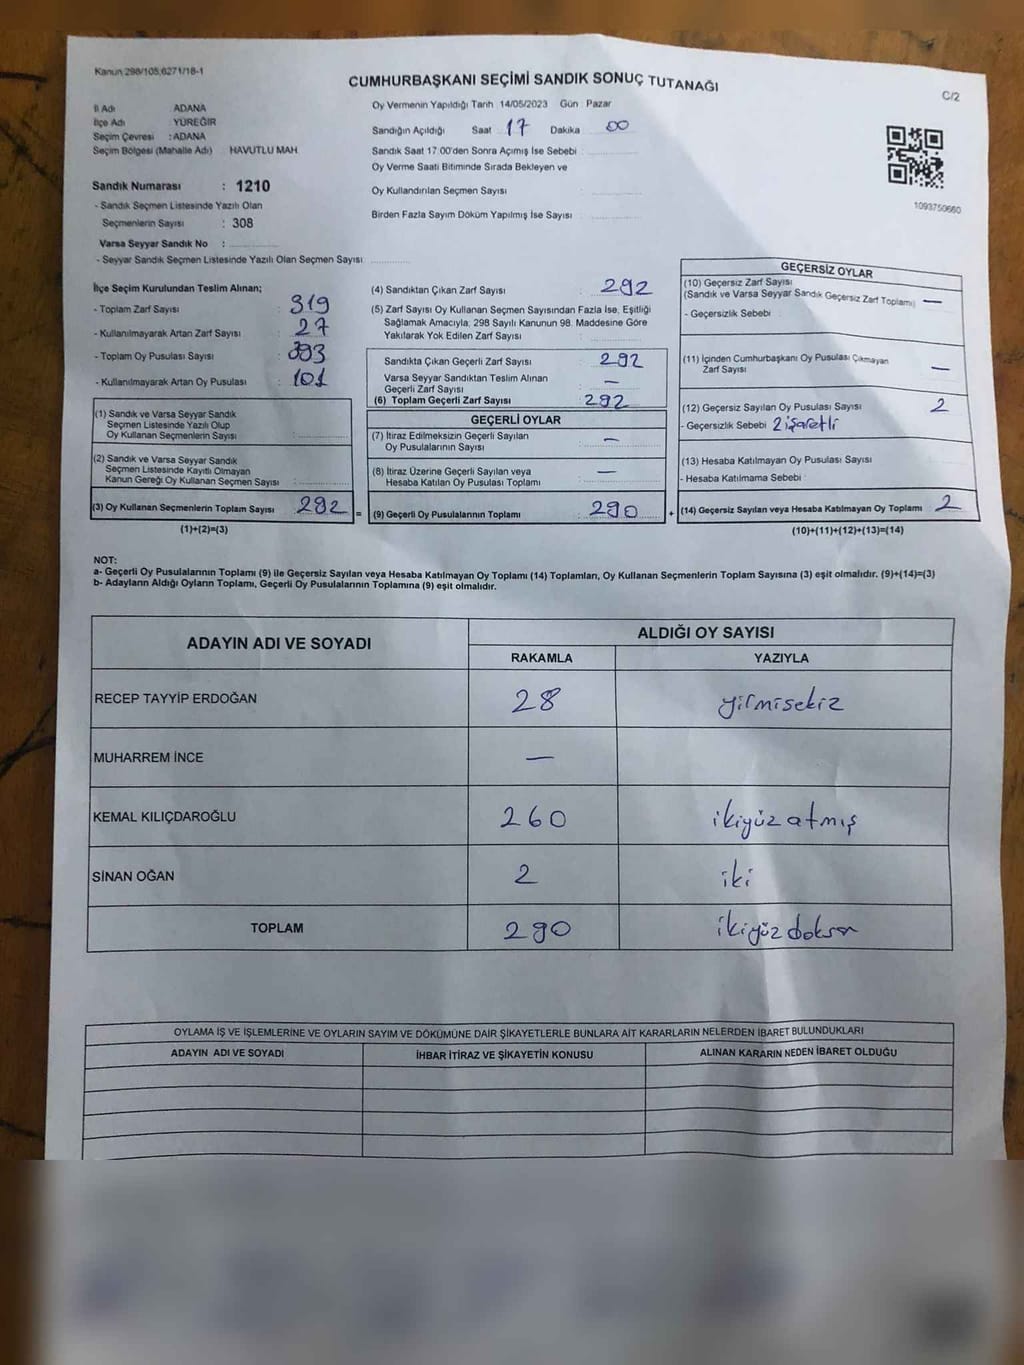 Kanun 298/105,6271/18-1
CUMHURBAŞKANI SEÇİMİ SANDIK SONUÇ TUTANAĞI
C/2
İl Adı ADANA
İlçe Adı YÜREĞİR
Seçim Çevresi : ADANA
Seçim Bölgesi (Mahalle Adı) HAVUTLU MAH.
Sandık Numarası : 1210
- Sandık Seçmen Listesinde Yazılı Olan
Seçmenlerin Sayısı : 308
Varsa Seyyar Sandık No :
- Seyyar Sandık Seçmen Listesinde Yazılı Olan Seçmen Sayısı
Oy Vermenin Yapıldığı Tarih 14/05/2023 Gün : Pazar
Sandığın Açıldığı Saat 17 Dakika 00
Sandık Saat 17:00'den Sonra Açımış İse Sebebi :
Oy Verme Saati Bitiminde Sırada Bekleyen ve
Oy Kullandırılan Seçmen Sayısı
Birden Fazla Sayım Döküm Yapılmış İse Sayısı :
1093750660
İlçe Seçim Kurulundan Teslim Alınan;
- Toplam Zarf Sayısı : 319
- Kullanılmayarak Artan Zarf Sayısı : 27
- Toplam Oy Pusulası Sayısı : 393
- Kullanılmayarak Artan Oy Pusulası : 101
(1) Sandık ve Varsa Seyyar Sandık
Seçmen Listesinde Yazılı Olup
Oy Kullanan Seçmenlerin Sayısı :
(2) Sandık ve Varsa Seyyar Sandık
Seçmen Listesinde Kayıtlı Olmayan
Kanun Gereği Oy Kullanan Seçmen Sayısı :
(3) Oy Kullanan Seçmenlerin Toplam Sayısı 292 =
(1)+(2)=(3)
(4) Sandıktan Çıkan Zarf Sayısı : 292
(5) Zarf Sayısı Oy Kullanan Seçmen Sayısından Fazla İse, Eşitliği
Sağlamak Amacıyla; 298 Sayılı Kanunun 98. Maddesine Göre
Yakılarak Yok Edilen Zarf Sayısı :
Sandıkta Çıkan Geçerli Zarf Sayısı : 292
Varsa Seyyar Sandıktan Teslim Alınan
Geçerli Zarf Sayısı : —
(6) Toplam Geçerli Zarf Sayısı : 292
GEÇERLİ OYLAR
(7) İtiraz Edilmeksizin Geçerli Sayılan
Oy Pusulalarının Sayısı : —
(8) İtiraz Üzerine Geçerli Sayılan veya
Hesaba Katılan Oy Pusulası Toplamı : —
(9) Geçerli Oy Pusulalarının Toplamı : 290 +
GEÇERSİZ OYLAR
(10) Geçersiz Zarf Sayısı
(Sandık ve Varsa Seyyar Sandık Geçersiz Zarf Toplamı) —
- Geçersizlik Sebebi :
(11) İçinden Cumhurbaşkanı Oy Pusulası Çıkmayan
Zarf Sayısı —
(12) Geçersiz Sayılan Oy Pusulası Sayısı 2
- Geçersizlik Sebebi 2 işaretli
(13) Hesaba Katılmayan Oy Pusulası Sayısı
- Hesaba Katılmama Sebebi :
(14) Geçersiz Sayılan veya Hesaba Katılmayan Oy Toplamı 2
(10)+(11)+(12)+(13)=(14)
NOT:
a- Geçerli Oy Pusulalarının Toplamı (9) ile Geçersiz Sayılan veya Hesaba Katılmayan Oy Toplamı (14) Toplamları, Oy Kullanan Seçmenlerin Toplam Sayısına (3) eşit olmalıdır. (9)+(14)=(3)
b- Adayların Aldığı Oyların Toplamı, Geçerli Oy Pusulalarının Toplamına (9) eşit olmalıdır.
ADAYIN ADI VE SOYADI
ALDIĞI OY SAYISI
RAKAMLA YAZIYLA
RECEP TAYYİP ERDOĞAN 28 yirmisekiz
MUHARREM İNCE —
KEMAL KILIÇDAROĞLU 260 ikiyüz atmış
SİNAN OĞAN 2 iki
TOPLAM 290 ikiyüz doksan
OYLAMA İŞ VE İŞLEMLERİNE VE OYLARIN SAYIM VE DÖKÜMÜNE DAİR ŞİKAYETLERLE BUNLARA AİT KARARLARIN NELERDEN İBARET BULUNDUKLARI
ADAYIN ADI VE SOYADI İHBAR İTİRAZ VE ŞİKAYETİN KONUSU ALINAN KARARIN NEDEN İBARET OLDUĞU